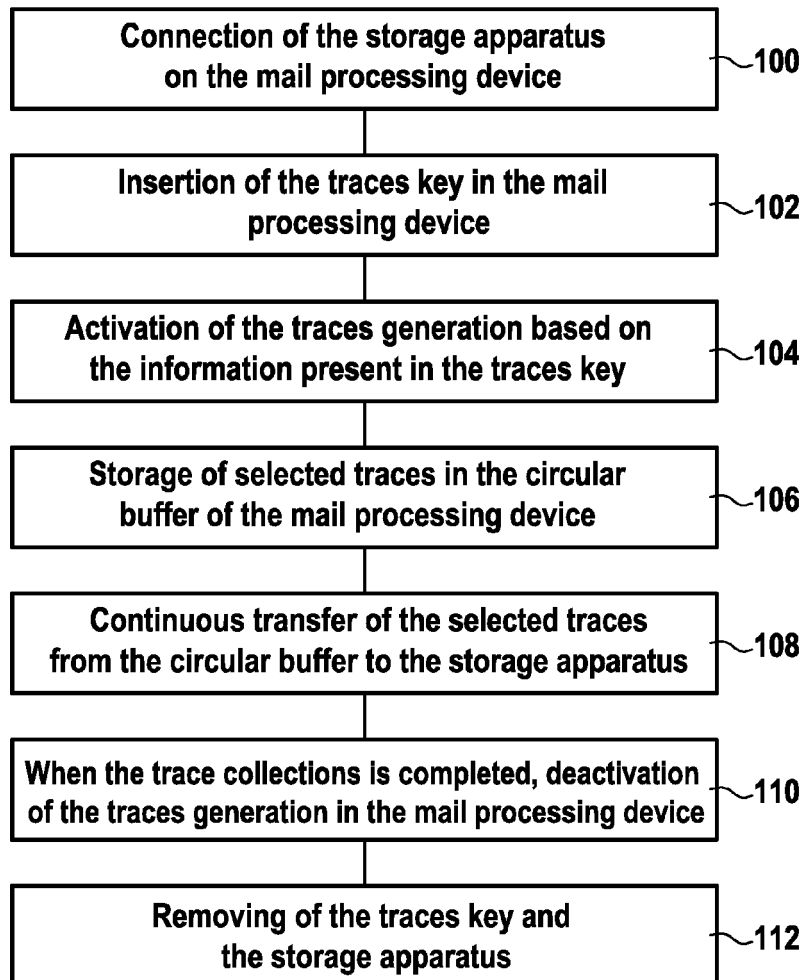 Connection of the storage apparatus
on the mail processing device
100
Insertion of the traces key in the mail
processing device
102
Activation of the traces generation based on
the information present in the traces key
104
Storage of selected traces in the circular
buffer of the mail processing device
106
Continuous transfer of the selected traces
from the circular buffer to the storage apparatus
108
When the trace collections is completed, deactivation
of the traces generation in the mail processing device
110
Removing of the traces key and
the storage apparatus
112